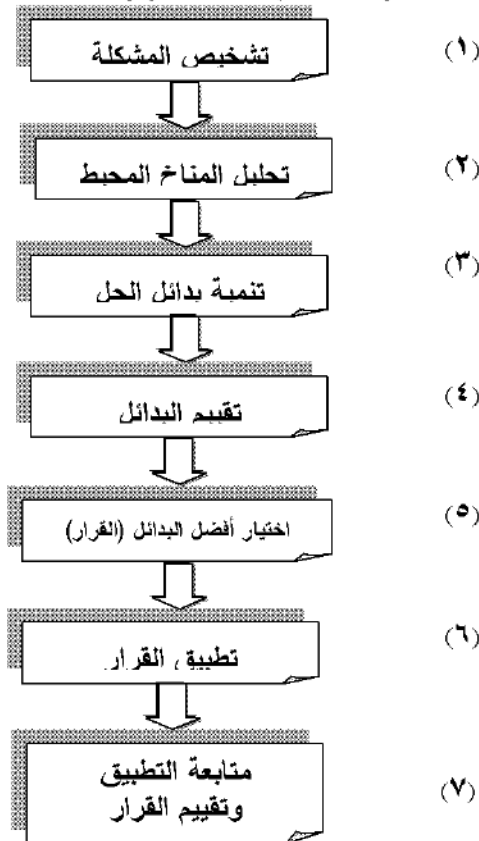 تشخيص المشكلة (١)
تحليل المناخ المحيط (٢)
تنمية بدائل الحل (٣)
تقييم البدائل (٤)
اختيار أفضل البدائل (القرار) (٥)
تطبيق القرار (٦)
متابعة التطبيق
وتقييم القرار (٧)